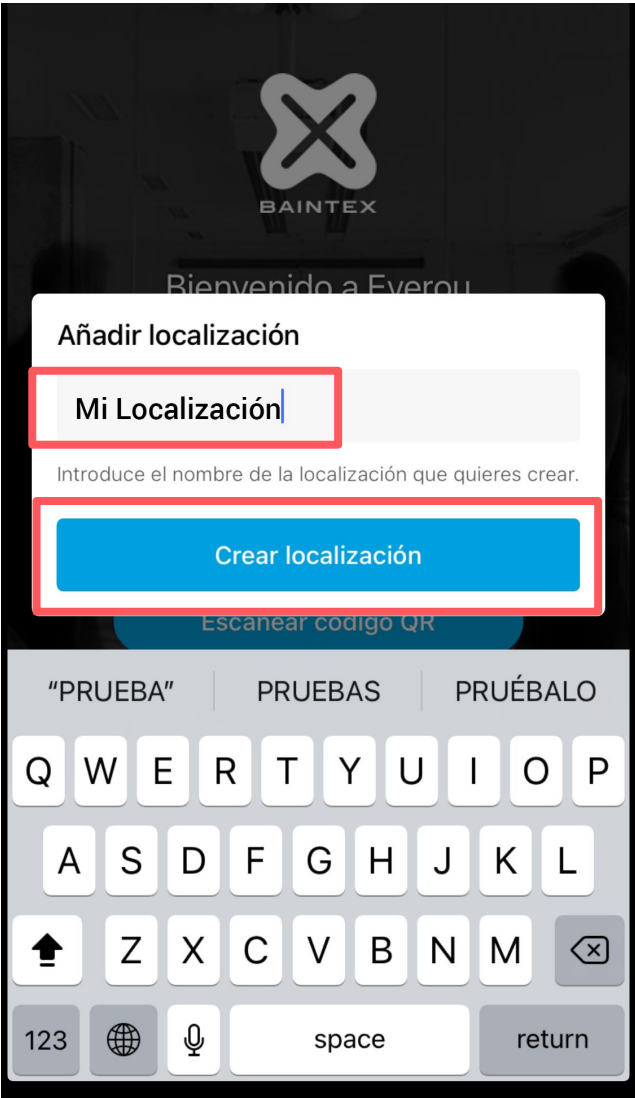 BAINTEX
Bienvenido a Everou
Añadir localización
Mi Localización
Introduce el nombre de la localización que quieres crear.
Crear localización
Escanear código QR
“PRUEBA” PRUEBAS PRUÉBALO
Q W E R T Y U I O P
A S D F G H J K L
Z X C V B N M
123 space return